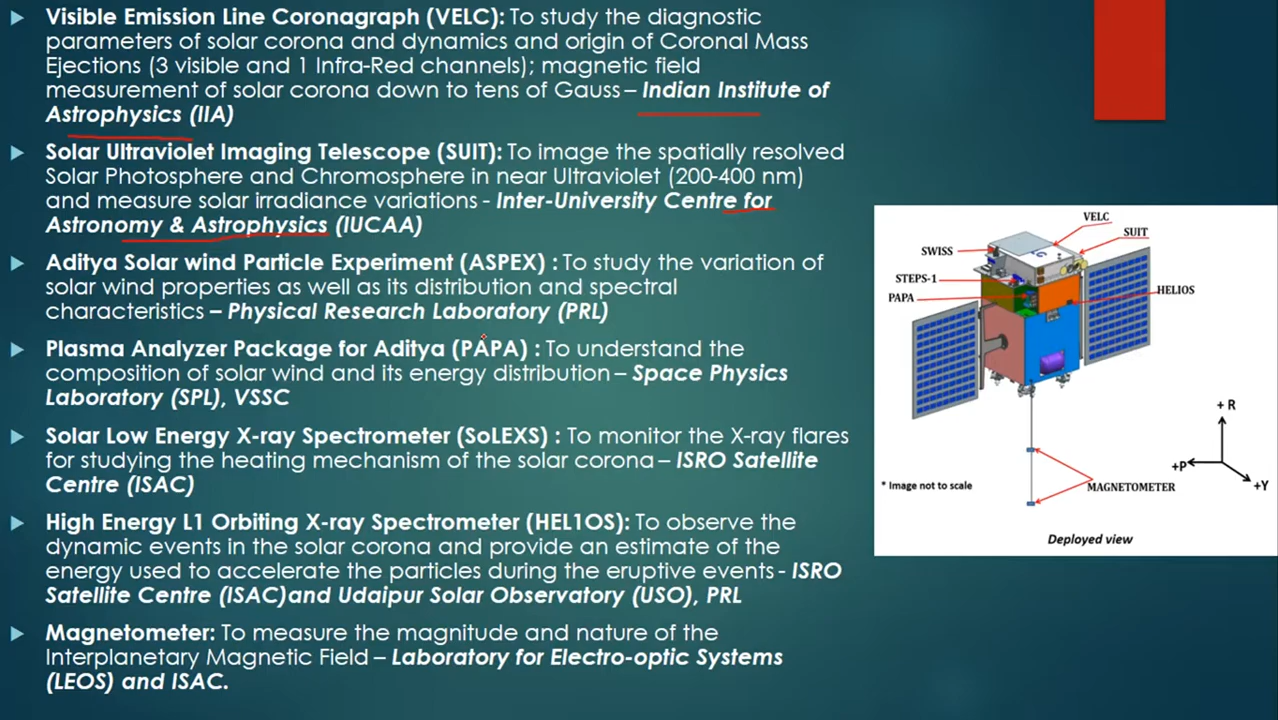 Visible Emission Line Coronagraph (VELC): To study the diagnostic
parameters of solar corona and dynamics and origin of Coronal Mass
Ejections (3 visible and 1 Infra-Red channels); magnetic field
measurement of solar corona down to tens of Gauss – Indian Institute of
Astrophysics (IIA)
Solar Ultraviolet Imaging Telescope (SUIT): To image the spatially resolved
Solar Photosphere and Chromosphere in near Ultraviolet (200-400 nm)
and measure solar irradiance variations - Inter-University Centre for
Astronomy & Astrophysics (IUCAA)
Aditya Solar wind Particle Experiment (ASPEX) : To study the variation of
solar wind properties as well as its distribution and spectral
characteristics – Physical Research Laboratory (PRL)
Plasma Analyzer Package for Aditya (PAPA) : To understand the
composition of solar wind and its energy distribution – Space Physics
Laboratory (SPL), VSSC
Solar Low Energy X-ray Spectrometer (SoLEXS) : To monitor the X-ray flares
for studying the heating mechanism of the solar corona – ISRO Satellite
Centre (ISAC)
High Energy L1 Orbiting X-ray Spectrometer (HEL1OS): To observe the
dynamic events in the solar corona and provide an estimate of the
energy used to accelerate the particles during the eruptive events - ISRO
Satellite Centre (ISAC)and Udaipur Solar Observatory (USO), PRL
Magnetometer: To measure the magnitude and nature of the
Interplanetary Magnetic Field – Laboratory for Electro-optic Systems
(LEOS) and ISAC.
VELC
SUIT
SWISS
STEPS-1
PAPA
HELIOS
+ R
+P
+Y
MAGNETOMETER
* Image not to scale
Deployed view